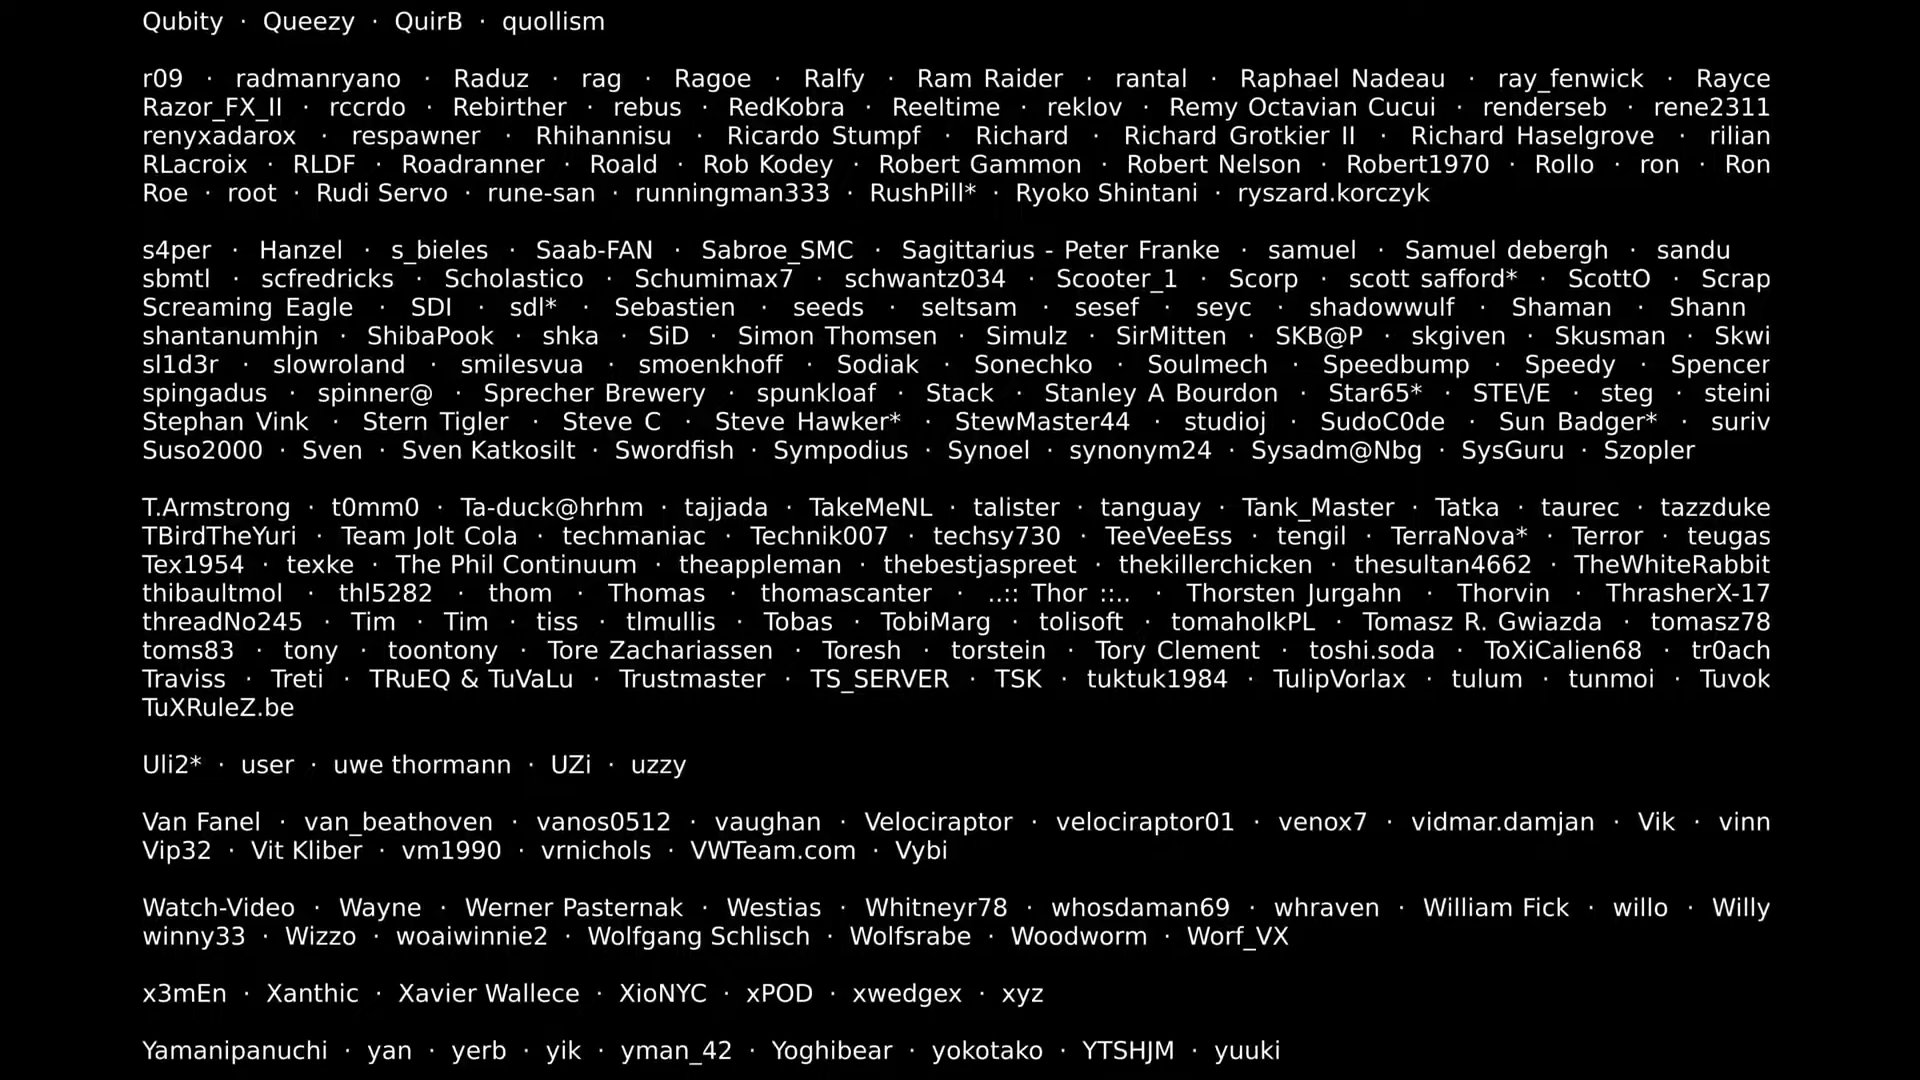 Qubity · Queezy · QuirB · quollism
r09 · radmanryano · Raduz · rag · Ragoe · Ralfy · Ram Raider · rantal · Raphael Nadeau · ray_fenwick · Rayce
Razor_FX_II · rccrdo · Rebirther · rebus · RedKobra · Reeltime · reklov · Remy Octavian Cucui · renderseb · rene2311
renyxadarox · respawner · Rhihannisu · Ricardo Stumpf · Richard · Richard Grotkier II · Richard Haselgrove · rilian
RLacroix · RLDF · Roadranner · Roald · Rob Kodey · Robert Gammon · Robert Nelson · Robert1970 · Rollo · ron · Ron
Roe · root · Rudi Servo · rune-san · runningman333 · RushPill* · Ryoko Shintani · ryszard.korczyk
s4per · Hanzel · s_bieles · Saab-FAN · Sabroe_SMC · Sagittarius - Peter Franke · samuel · Samuel debergh · sandu
sbmtl · scfredricks · Scholastico · Schumimax7 · schwantz034 · Scooter_1 · Scorp · scott safford* · ScottO · Scrap
Screaming Eagle · SDI · sdl* · Sebastien · seeds · seltsam · sesef · seyc · shadowwulf · Shaman · Shann
shantanumhjn · ShibaPook · shka · SiD · Simon Thomsen · Simulz · SirMitten · SKB@P · skgiven · Skusman · Skwi
sl1d3r · slowroland · smilesvua · smoenkhoff · Sodiak · Sonechko · Soulmech · Speedbump · Speedy · Spencer
spingadus · spinner@ · Sprecher Brewery · spunkloaf · Stack · Stanley A Bourdon · Star65* · STE\/E · steg · steini
Stephan Vink · Stern Tigler · Steve C · Steve Hawker* · StewMaster44 · studioj · SudoC0de · Sun Badger* · suriv
Suso2000 · Sven · Sven Katkosilt · Swordfish · Sympodius · Synoel · synonym24 · Sysadm@Nbg · SysGuru · Szopler
T.Armstrong · t0mm0 · Ta-duck@hrhm · tajjada · TakeMeNL · talister · tanguay · Tank_Master · Tatka · taurec · tazzduke
TBirdTheYuri · Team Jolt Cola · techmaniac · Technik007 · techsy730 · TeeVeeEss · tengil · TerraNova* · Terror · teugas
Tex1954 · texke · The Phil Continuum · theappleman · thebestjaspreet · thekillerchicken · thesultan4662 · TheWhiteRabbit
thibaultmol · thl5282 · thom · Thomas · thomascanter · ..:: Thor ::.. · Thorsten Jurgahn · Thorvin · ThrasherX-17
threadNo245 · Tim · Tim · tiss · tlmullis · Tobas · TobiMarg · tolisoft · tomaholkPL · Tomasz R. Gwiazda · tomasz78
toms83 · tony · toontony · Tore Zachariassen · Toresh · torstein · Tory Clement · toshi.soda · ToXiCalien68 · tr0ach
Traviss · Treti · TRuEQ & TuVaLu · Trustmaster · TS_SERVER · TSK · tuktuk1984 · TulipVorlax · tulum · tunmoi · Tuvok
TuXRuleZ.be
Uli2* · user · uwe thormann · UZi · uzzy
Van Fanel · van_beathoven · vanos0512 · vaughan · Velociraptor · velociraptor01 · venox7 · vidmar.damjan · Vik · vinn
Vip32 · Vit Kliber · vm1990 · vrnichols · VWTeam.com · Vybi
Watch-Video · Wayne · Werner Pasternak · Westias · Whitneyr78 · whosdaman69 · whraven · William Fick · willo · Willy
winny33 · Wizzo · woaiwinnie2 · Wolfgang Schlisch · Wolfsrabe · Woodworm · Worf_VX
x3mEn · Xanthic · Xavier Wallece · XioNYC · xPOD · xwedgex · xyz
Yamanipanuchi · yan · yerb · yik · yman_42 · Yoghibear · yokotako · YTSHJM · yuuki